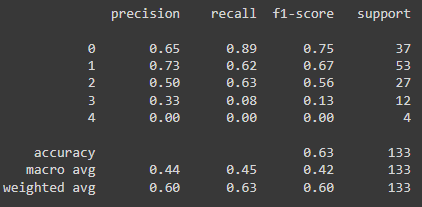 precision recall f1-score support
0 0.65 0.89 0.75 37
1 0.73 0.62 0.67 53
2 0.50 0.63 0.56 27
3 0.33 0.08 0.13 12
4 0.00 0.00 0.00 4
accuracy 0.63 133
macro avg 0.44 0.45 0.42 133
weighted avg 0.60 0.63 0.60 133